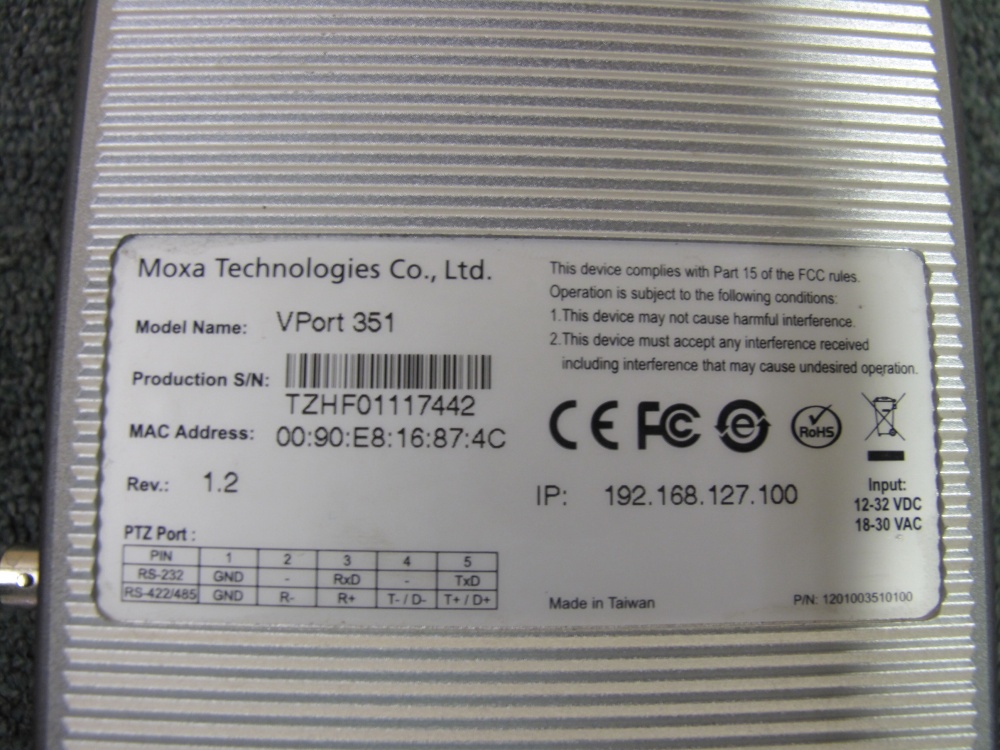 Moxa Technologies Co., Ltd.
Model Name: VPort 351
Production S/N:
TZHF01117442
MAC Address: 00:90:E8:16:87:4C
Rev.: 1.2
PTZ Port :
PIN 1 2 3 4 5
RS-232 GND - RxD - TxD
RS-422/485 GND R- R+ T- / D- T+ / D+
This device complies with Part 15 of the FCC rules.
Operation is subject to the following conditions:
1.This device may not cause harmful interference.
2.This device must accept any interference received
including interference that may cause undesired operation.
CE FC e RoHS
IP: 192.168.127.100
Input:
12-32 VDC
18-30 VAC
Made in Taiwan
P/N: 1201003510100